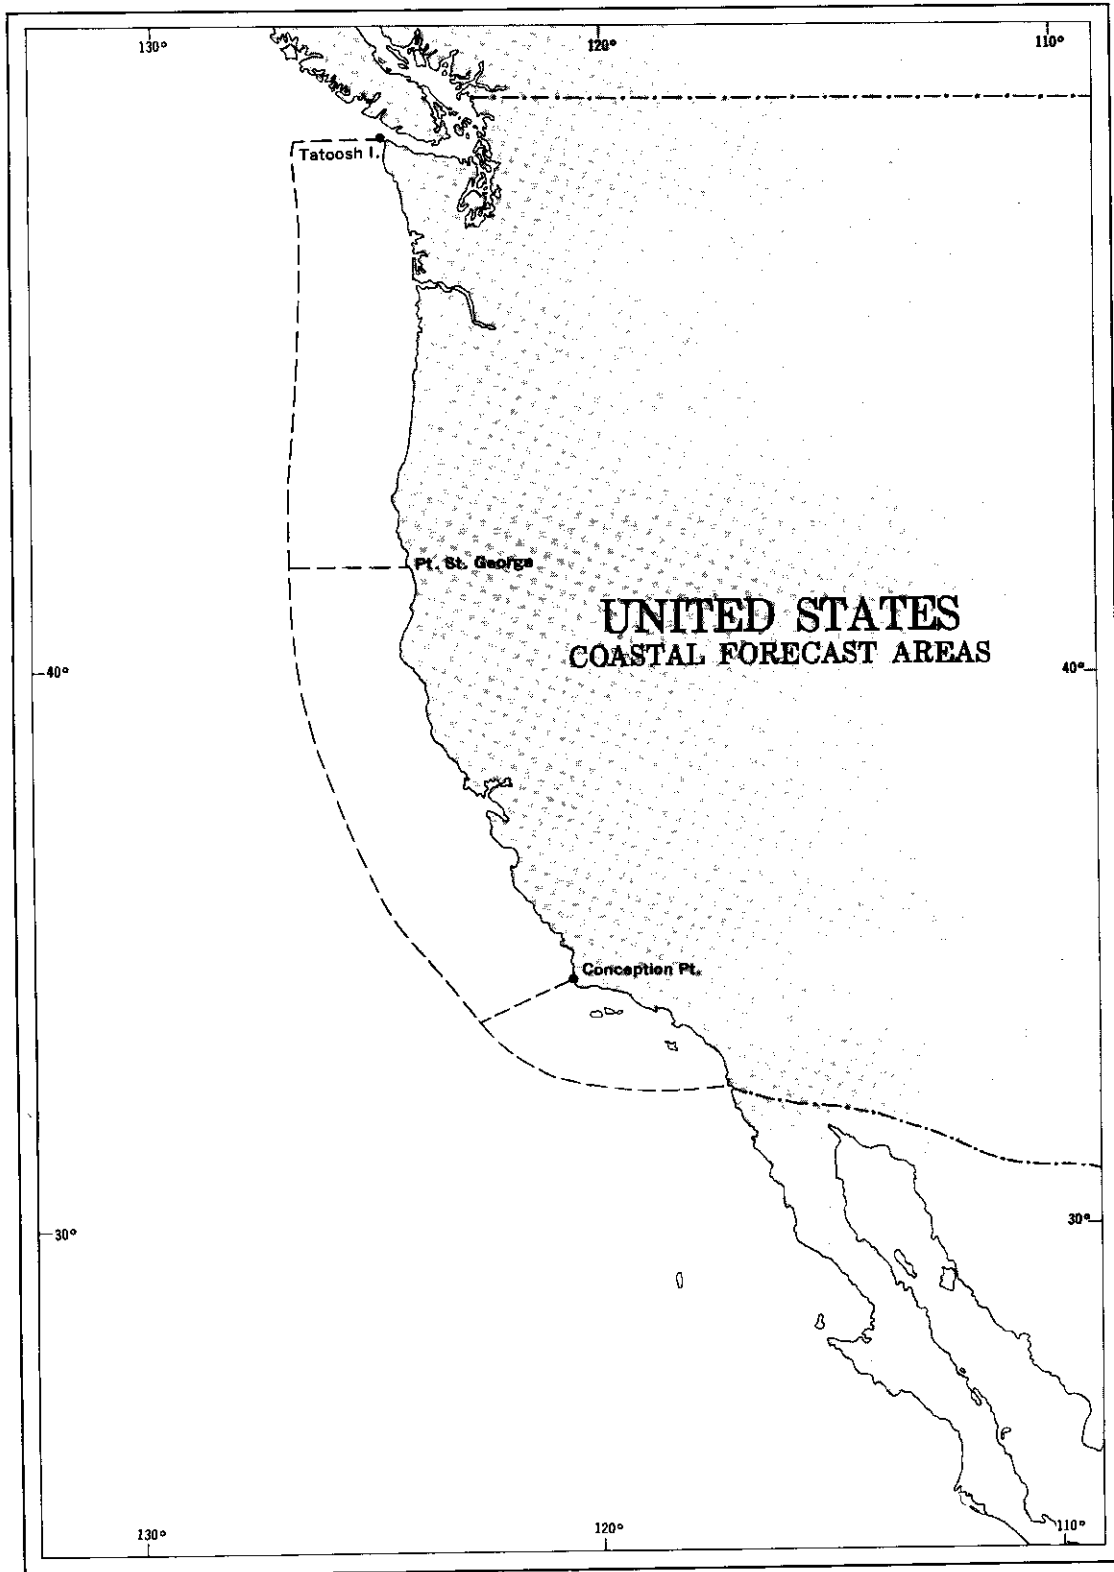 130°
120°
110°
Tatoosh I.
Pt. St. George
UNITED STATES
COASTAL FORECAST AREAS
40°
40°
Conception Pt.
30°
30°
130°
120°
110°